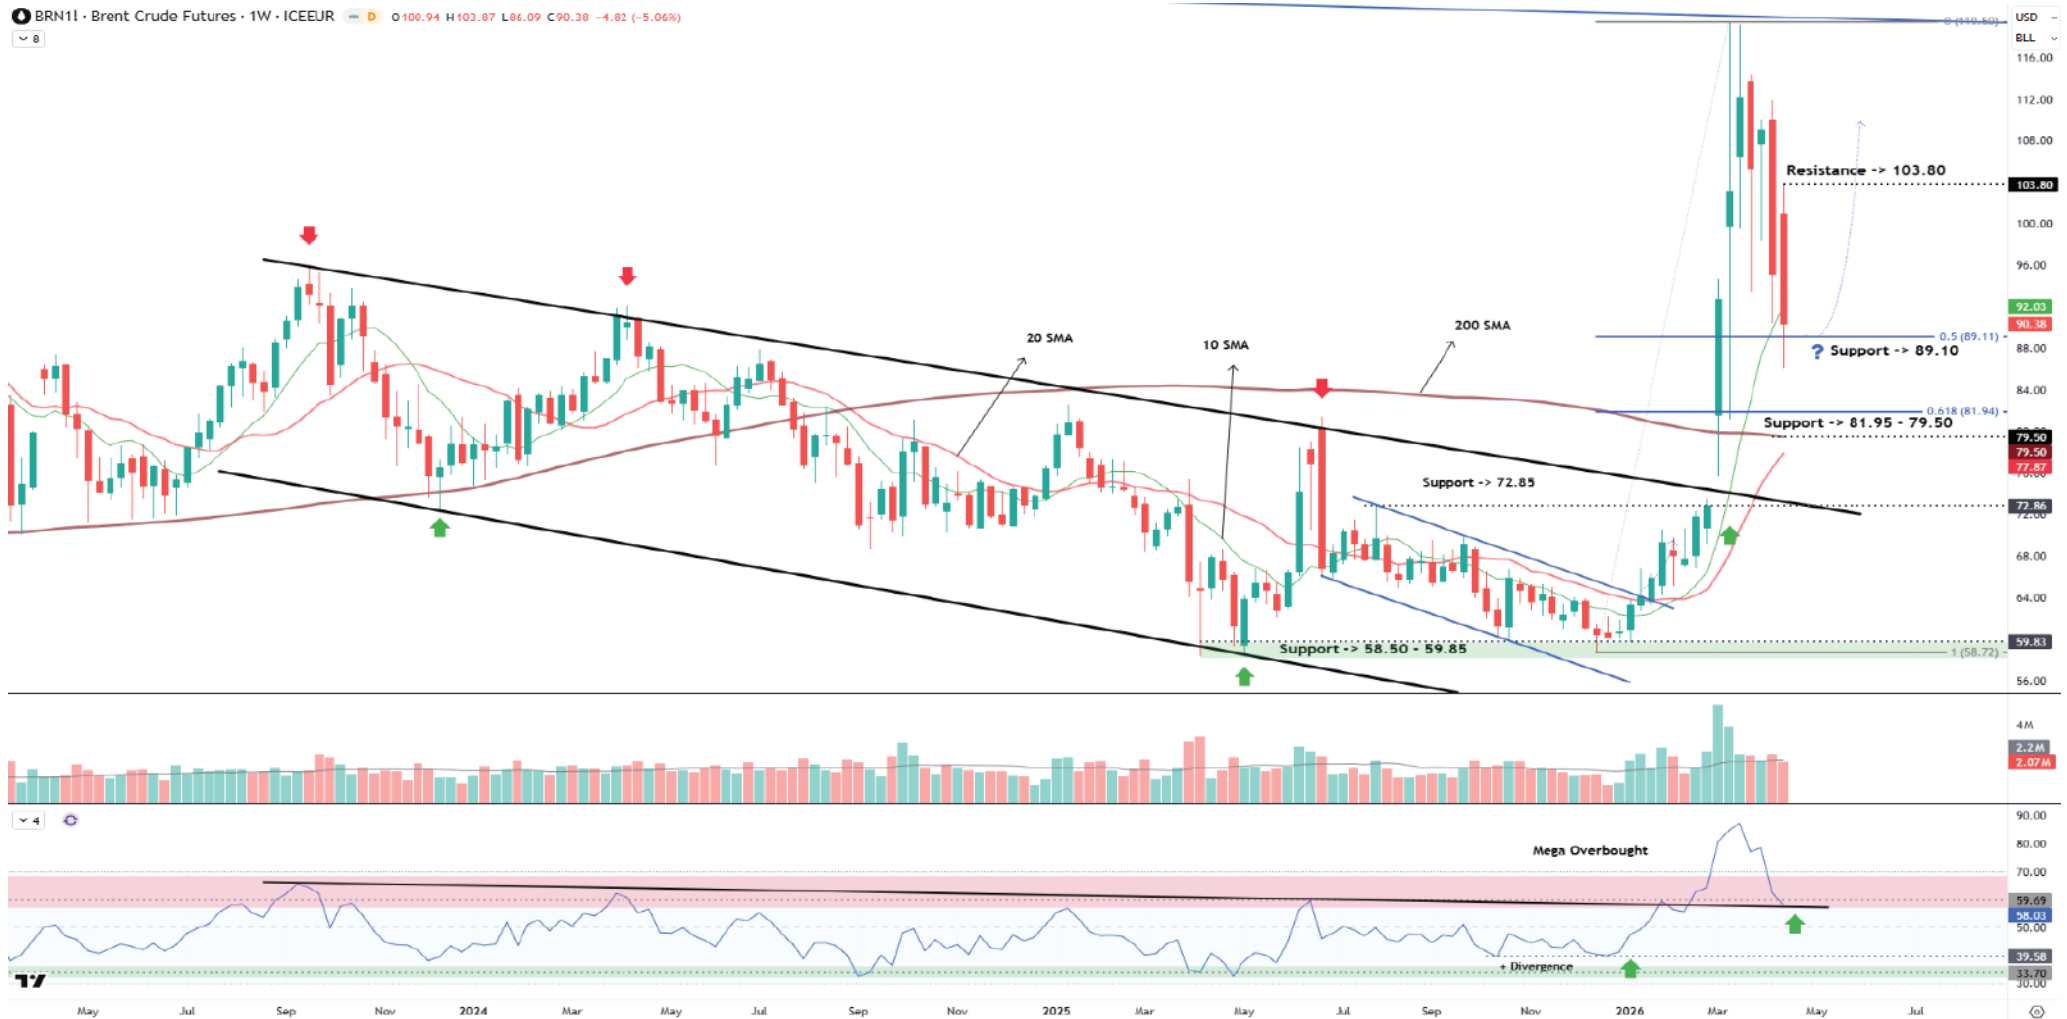 BRN1! · Brent Crude Futures · 1W · ICEEUR D O100.94 H103.87 L86.09 C90.38 −4.82 (−5.06%)
8
USD
BLL
0 (119.50)
116.00
112.00
108.00
Resistance -> 103.80
103.80
100.00
96.00
92.03
90.38
0.5 (89.11)
? Support -> 89.10
88.00
84.00
0.618 (81.94)
Support -> 81.95 - 79.50
79.50
79.50
77.87
20 SMA
10 SMA
200 SMA
Support -> 72.85
72.86
72.00
68.00
64.00
59.83
Support -> 58.50 - 59.85
1 (58.72)
56.00
4M
2.2M
2.07M
4
90.00
Mega Overbought
80.00
70.00
59.69
58.03
50.00
39.58
+ Divergence
33.70
30.00
May Jul Sep Nov 2024 Mar May Jul Sep Nov 2025 Mar May Jul Sep Nov 2026 Mar May Jul